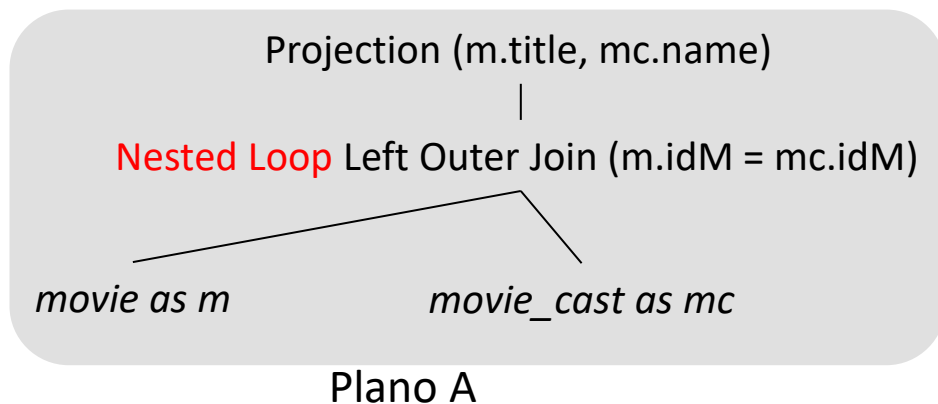 Projection (m.title, mc.name)
Nested Loop Left Outer Join (m.idM = mc.idM)
movie as m movie_cast as mc
Plano A